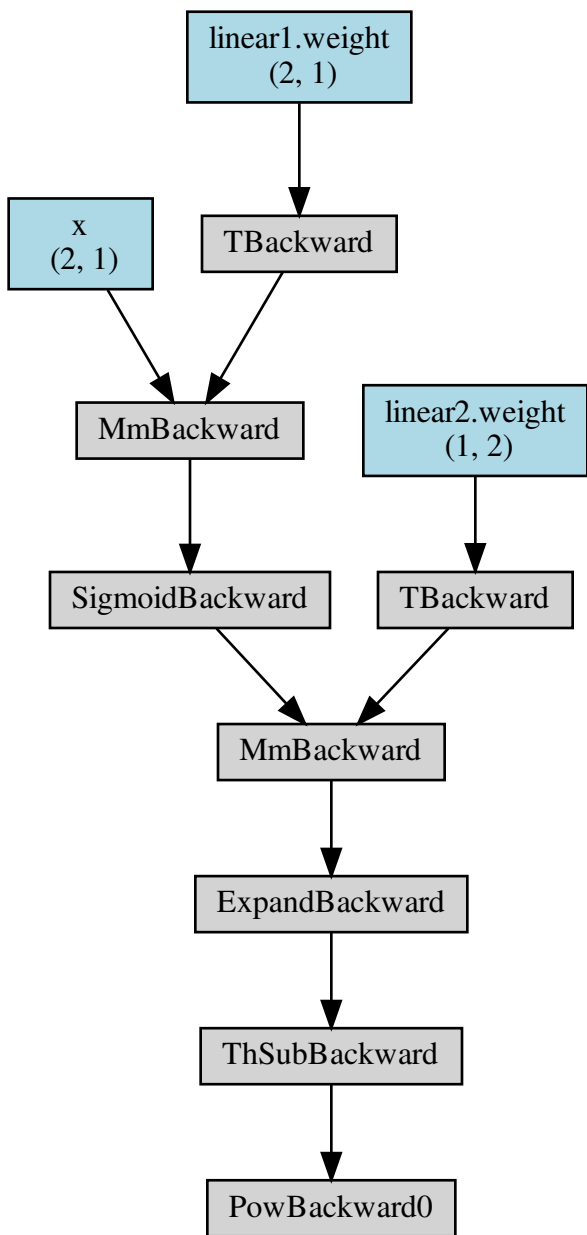 linear1.weight
(2, 1)
x
(2, 1)
TBackward
MmBackward
linear2.weight
(1, 2)
SigmoidBackward
TBackward
MmBackward
ExpandBackward
ThSubBackward
PowBackward0